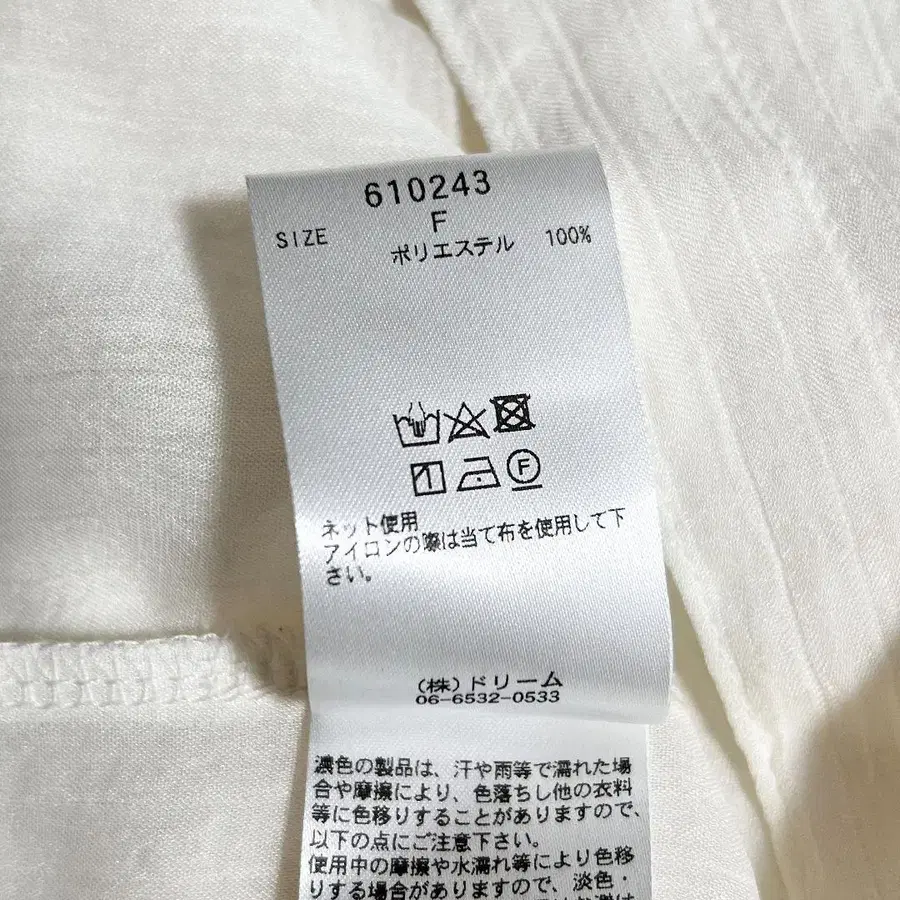 610243
F
SIZE
ポリエステル 100%
F
ネット使用
アイロンの際は当て布を使用して下
さい。
(株)ドリーム
06-6532-0533
濃色の製品は、汗や雨等で濡れた場
合や摩擦により、色落ちし他の衣料
等に色移りすることがありますので、
以下の点にご注意下さい。
使用中の摩擦や水濡れ等により色移
りする場合がありますので、淡色・